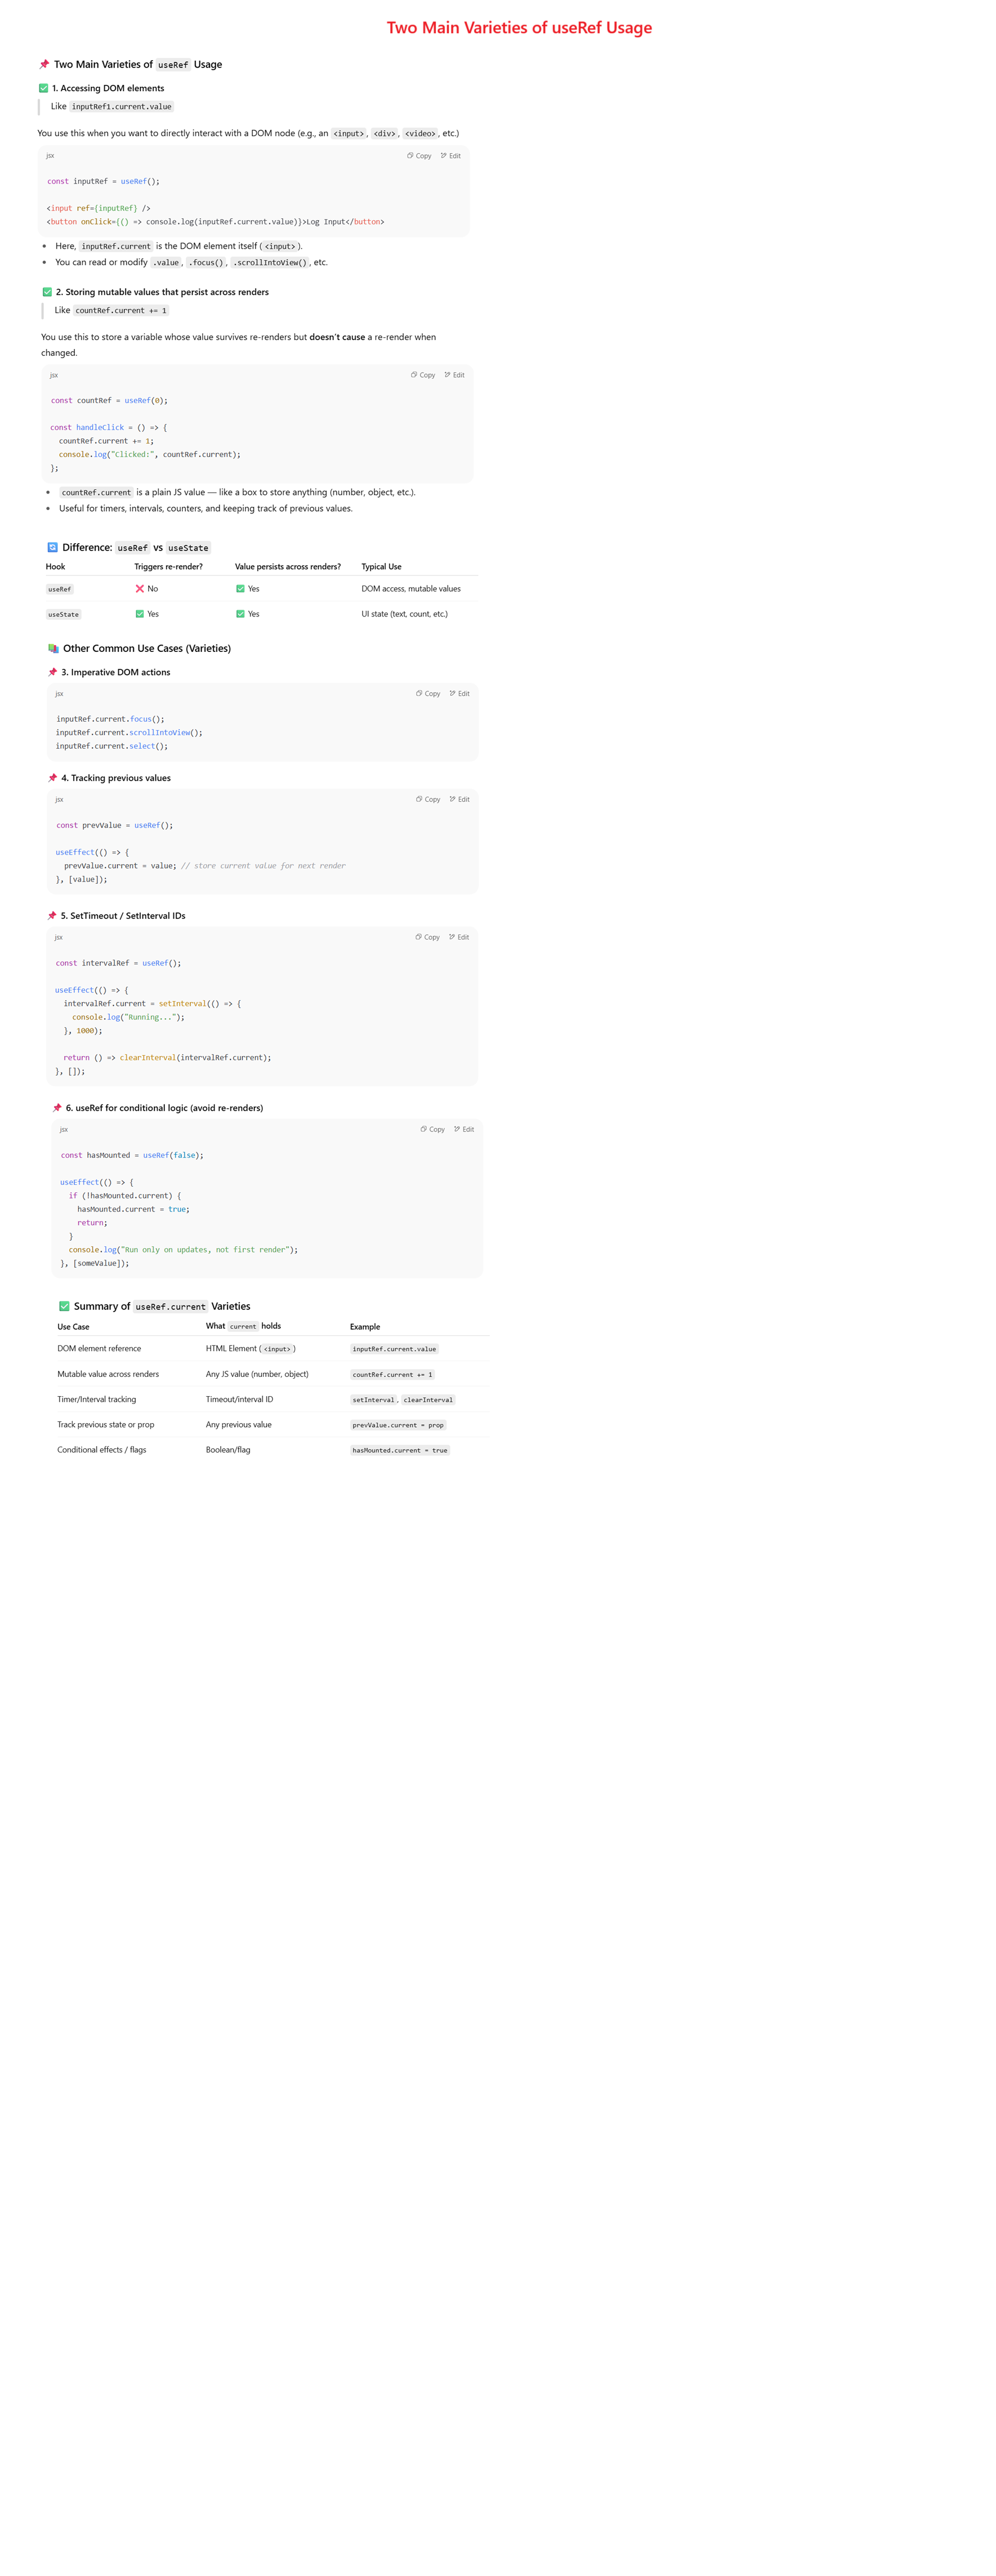 Two Main Varieties of useRef Usage
📌 Two Main Varieties of useRef Usage
✅ 1. Accessing DOM elements
Like inputRef1.current.value
You use this when you want to directly interact with a DOM node (e.g., an <input>, <div>, <video>, etc.)
jsx Copy Edit
const inputRef = useRef();
<input ref={inputRef} />
<button onClick={() => console.log(inputRef.current.value)}>Log Input</button>
• Here, inputRef.current is the DOM element itself (<input>).
• You can read or modify .value, .focus(), .scrollIntoView(), etc.
✅ 2. Storing mutable values that persist across renders
Like countRef.current += 1
You use this to store a variable whose value survives re-renders but doesn't cause a re-render when
changed.
jsx Copy Edit
const countRef = useRef(0);
const handleClick = () => {
countRef.current += 1;
console.log("Clicked:", countRef.current);
};
• countRef.current is a plain JS value — like a box to store anything (number, object, etc.).
• Useful for timers, intervals, counters, and keeping track of previous values.
🔄 Difference: useRef vs useState
Hook Triggers re-render? Value persists across renders? Typical Use
useRef ❌ No ✅ Yes DOM access, mutable values
useState ✅ Yes ✅ Yes UI state (text, count, etc.)
📚 Other Common Use Cases (Varieties)
📌 3. Imperative DOM actions
jsx Copy Edit
inputRef.current.focus();
inputRef.current.scrollIntoView();
inputRef.current.select();
📌 4. Tracking previous values
jsx Copy Edit
const prevValue = useRef();
useEffect(() => {
prevValue.current = value; // store current value for next render
}, [value]);
📌 5. SetTimeout / SetInterval IDs
jsx Copy Edit
const intervalRef = useRef();
useEffect(() => {
intervalRef.current = setInterval(() => {
console.log("Running...");
}, 1000);
return () => clearInterval(intervalRef.current);
}, []);
📌 6. useRef for conditional logic (avoid re-renders)
jsx Copy Edit
const hasMounted = useRef(false);
useEffect(() => {
if (!hasMounted.current) {
hasMounted.current = true;
return;
}
console.log("Run only on updates, not first render");
}, [someValue]);
✅ Summary of useRef.current Varieties
Use Case What current holds Example
DOM element reference HTML Element (<input>) inputRef.current.value
Mutable value across renders Any JS value (number, object) countRef.current += 1
Timer/Interval tracking Timeout/interval ID setInterval, clearInterval
Track previous state or prop Any previous value prevValue.current = prop
Conditional effects / flags Boolean/flag hasMounted.current = true